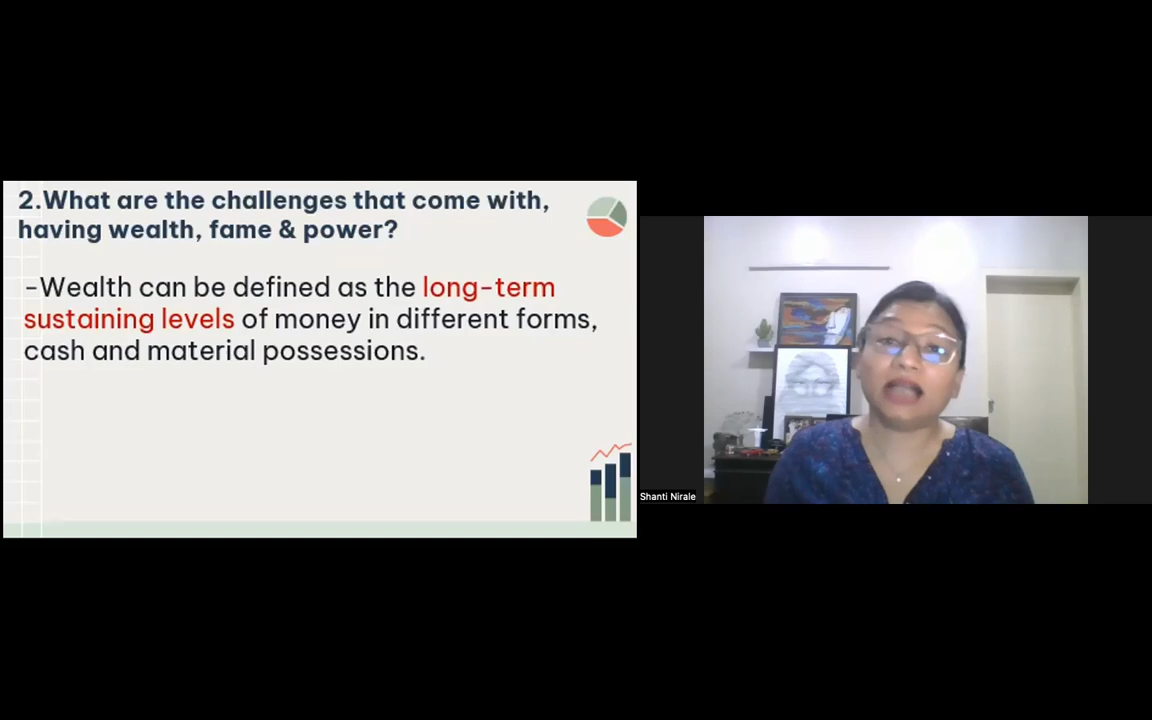 2.What are the challenges that come with,
having wealth, fame & power?
-Wealth can be defined as the long-term
sustaining levels of money in different forms,
cash and material possessions.
Shanti Nirale